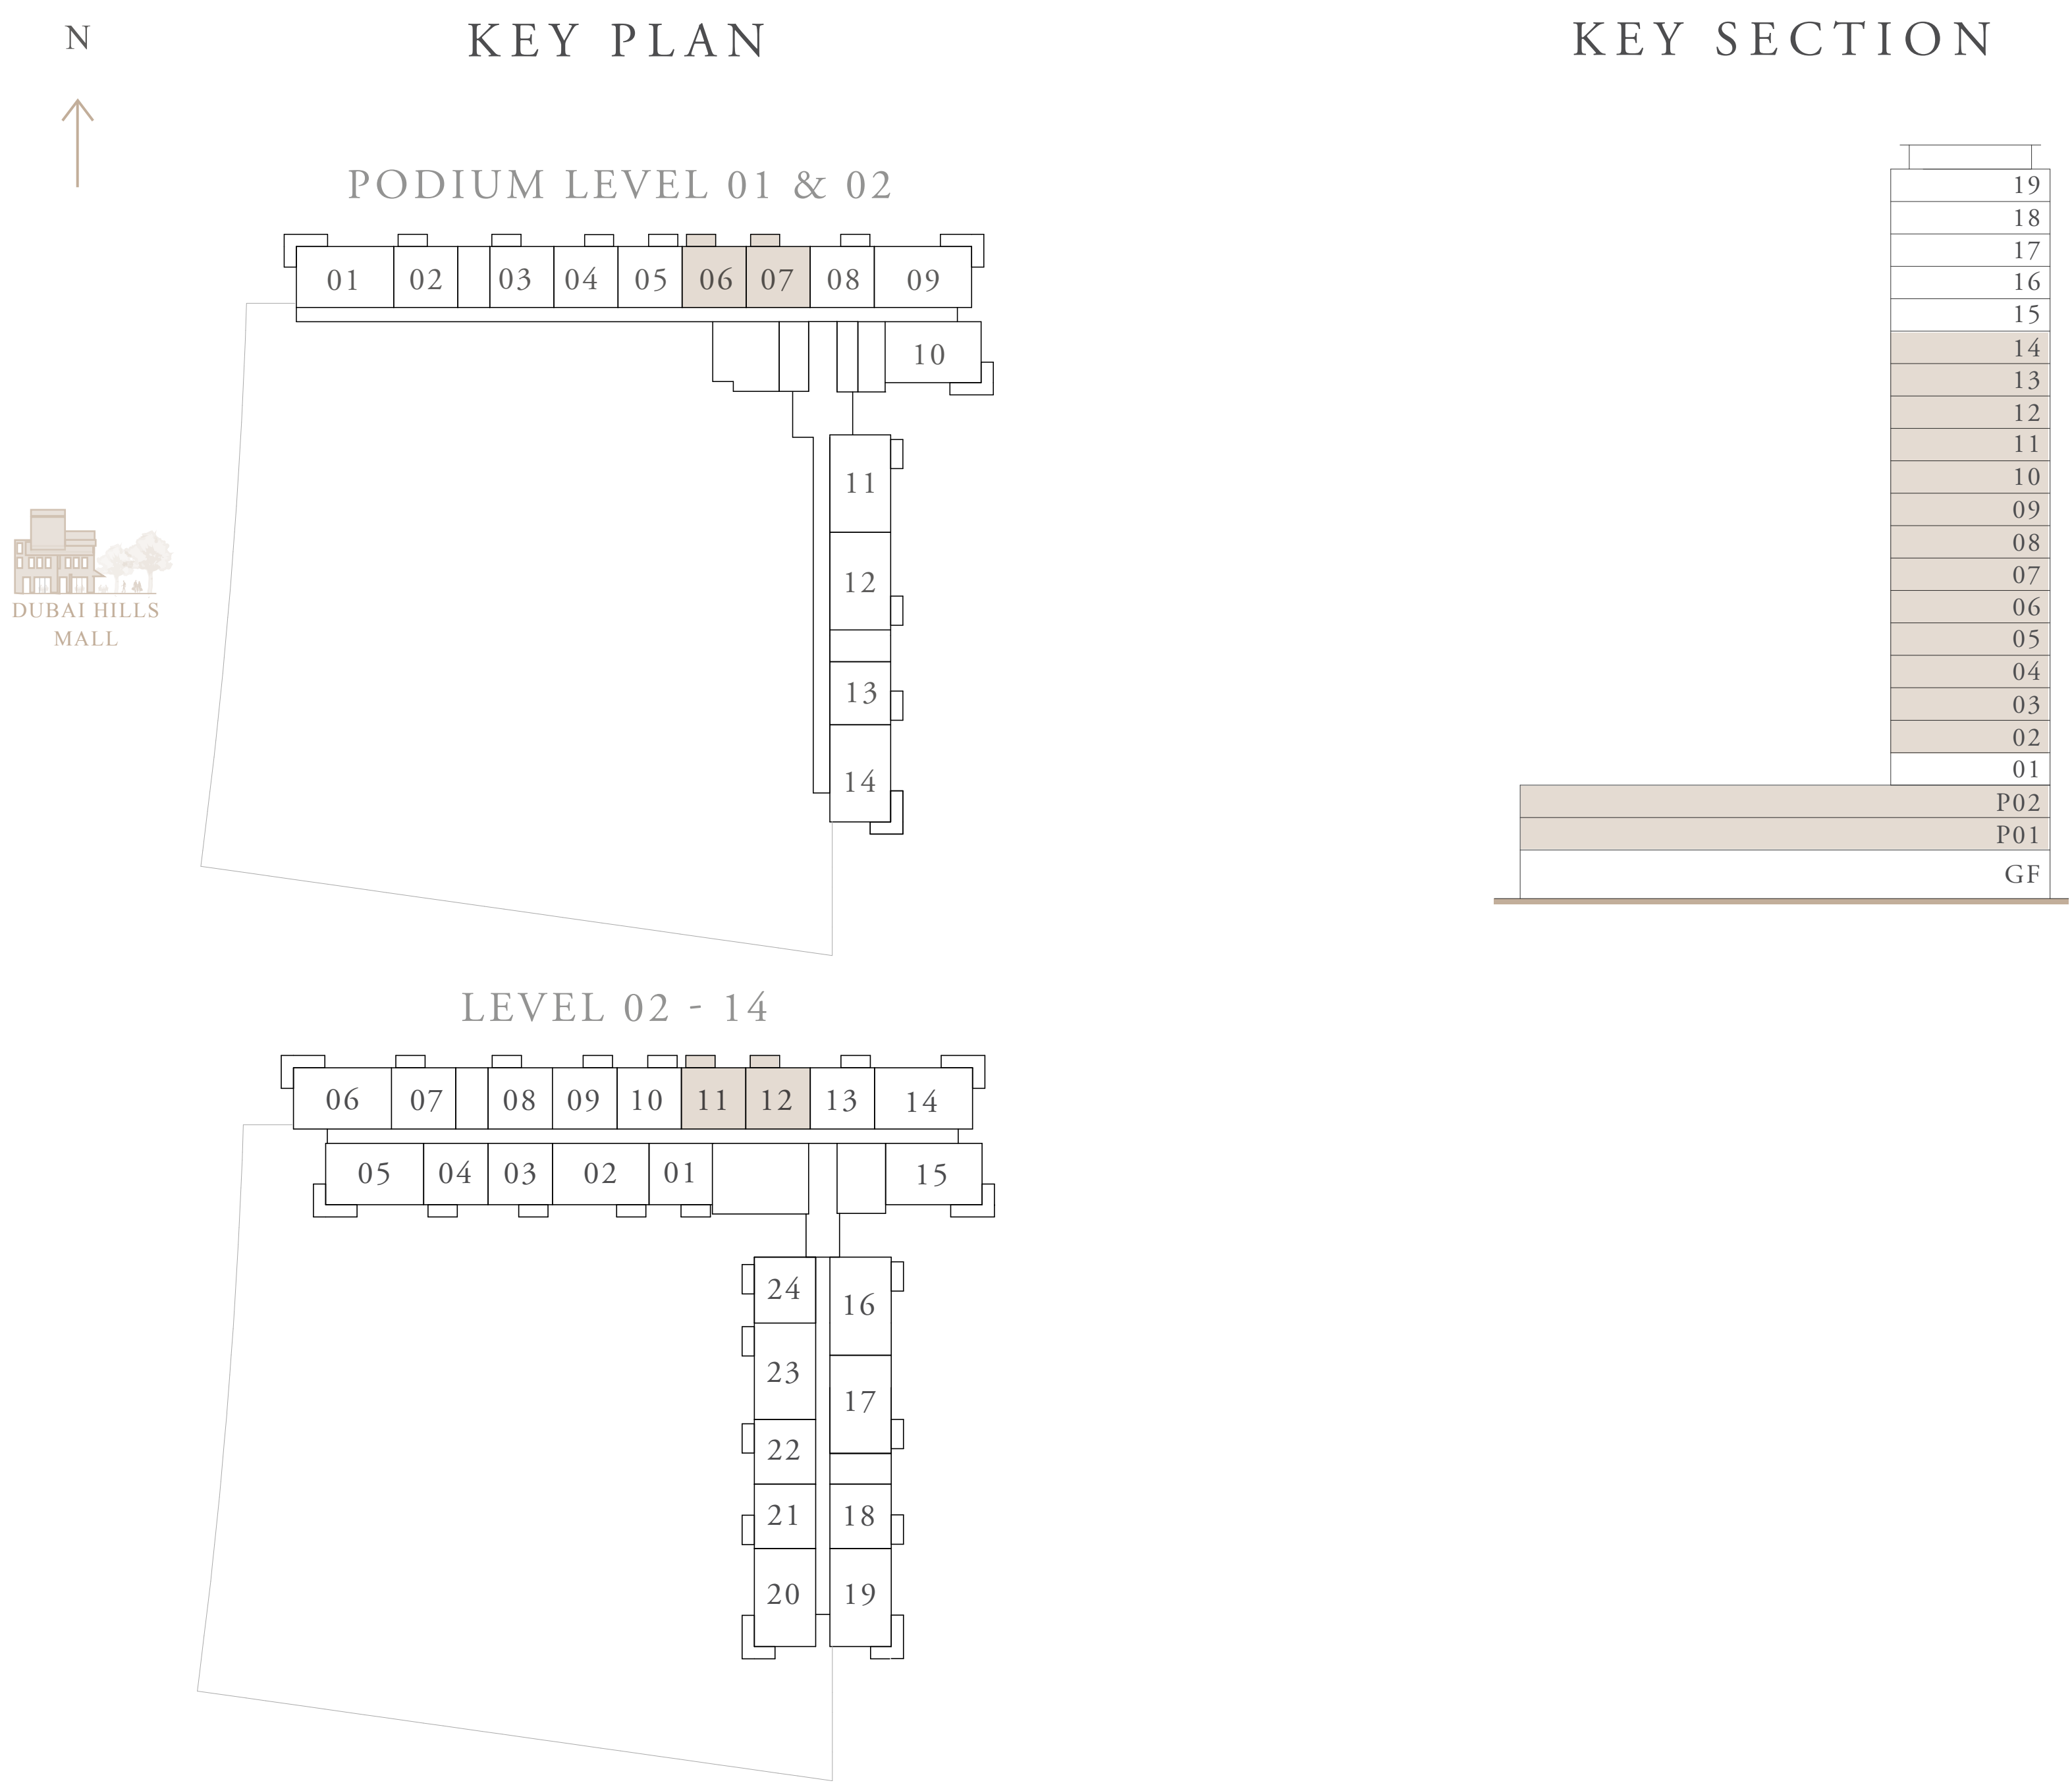 N
KEY PLAN
KEY SECTION
PODIUM LEVEL 01 & 02
01 02 03 04 05 06 07 08 09
10
11
12
13
14
DUBAI HILLS
MALL
19
18
17
16
15
14
13
12
11
10
09
08
07
06
05
04
03
02
01
P02
P01
GF
LEVEL 02 - 14
06 07 08 09 10 11 12 13 14
05 04 03 02 01 15
24 16
23 17
22
21 18
20 19